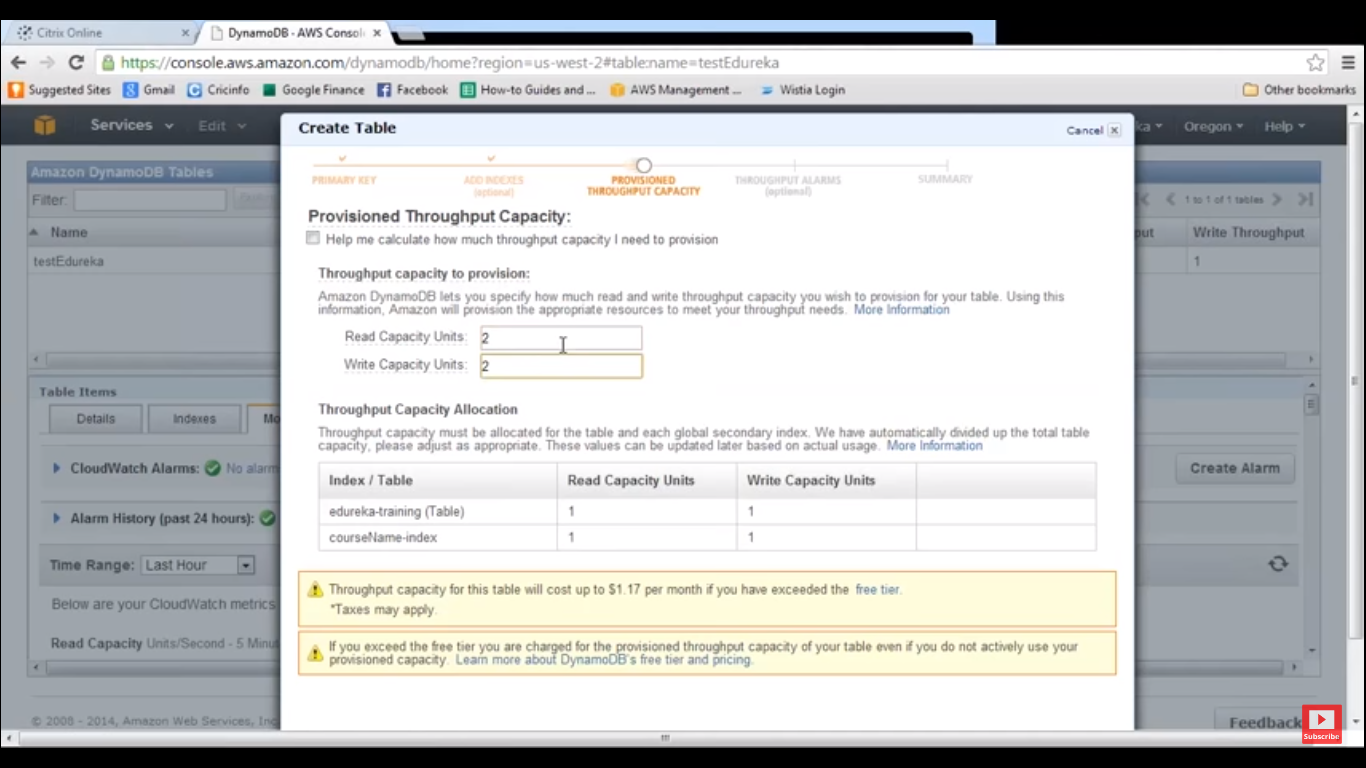 Citrix Online
DynamoDB - AWS Consol
https://console.aws.amazon.com/dynamodb/home?region=us-west-2#table:name=testEdureka
Suggested Sites Gmail Cricinfo Google Finance Facebook How-to Guides and ... AWS Management ... Wistia Login Other bookmarks
Services Edit ka Oregon Help
Create Table Cancel
Amazon DynamoDB Tables
PRIMARY KEY ADD INDEXES (optional) PROVISIONED THROUGHPUT CAPACITY THROUGHPUT ALARMS (optional) SUMMARY
Filter: 1 to 1 of 1 tables
Name put Write Throughput
testEdureka 1
Provisioned Throughput Capacity:
Help me calculate how much throughput capacity I need to provision
Throughput capacity to provision:
Amazon DynamoDB lets you specify how much read and write throughput capacity you wish to provision for your table. Using this
information, Amazon will provision the appropriate resources to meet your throughput needs. More Information
Read Capacity Units: 2
Write Capacity Units: 2
Table Items
Details Indexes Mo
Throughput Capacity Allocation
Throughput capacity must be allocated for the table and each global secondary index. We have automatically divided up the total table
capacity, please adjust as appropriate. These values can be updated later based on actual usage. More Information
CloudWatch Alarms: No alarm Create Alarm
Index / Table Read Capacity Units Write Capacity Units
edureka-training (Table) 1 1
courseName-index 1 1
Alarm History (past 24 hours):
Time Range: Last Hour
Below are your CloudWatch metrics
Read Capacity Units/Second - 5 Minu
Throughput capacity for this table will cost up to $1.17 per month if you have exceeded the free tier.
*Taxes may apply.
If you exceed the free tier you are charged for the provisioned throughput capacity of your table even if you do not actively use your
provisioned capacity. Learn more about DynamoDB's free tier and pricing.
© 2008 - 2014, Amazon Web Services, Inc
Feedback
Subscribe